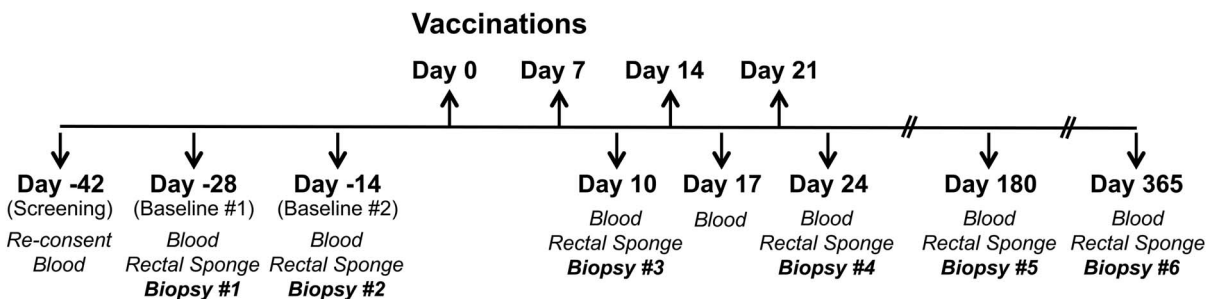 Vaccinations
Day 0 Day 7 Day 14 Day 21
Day -42 Day -28 Day -14 Day 10 Day 17 Day 24 Day 180 Day 365
(Screening) (Baseline #1) (Baseline #2)
Re-consent Blood Blood Blood Blood Blood Blood Blood
Blood Rectal Sponge Rectal Sponge Rectal Sponge Rectal Sponge Rectal Sponge Rectal Sponge
Biopsy #1 Biopsy #2 Biopsy #3 Biopsy #4 Biopsy #5 Biopsy #6